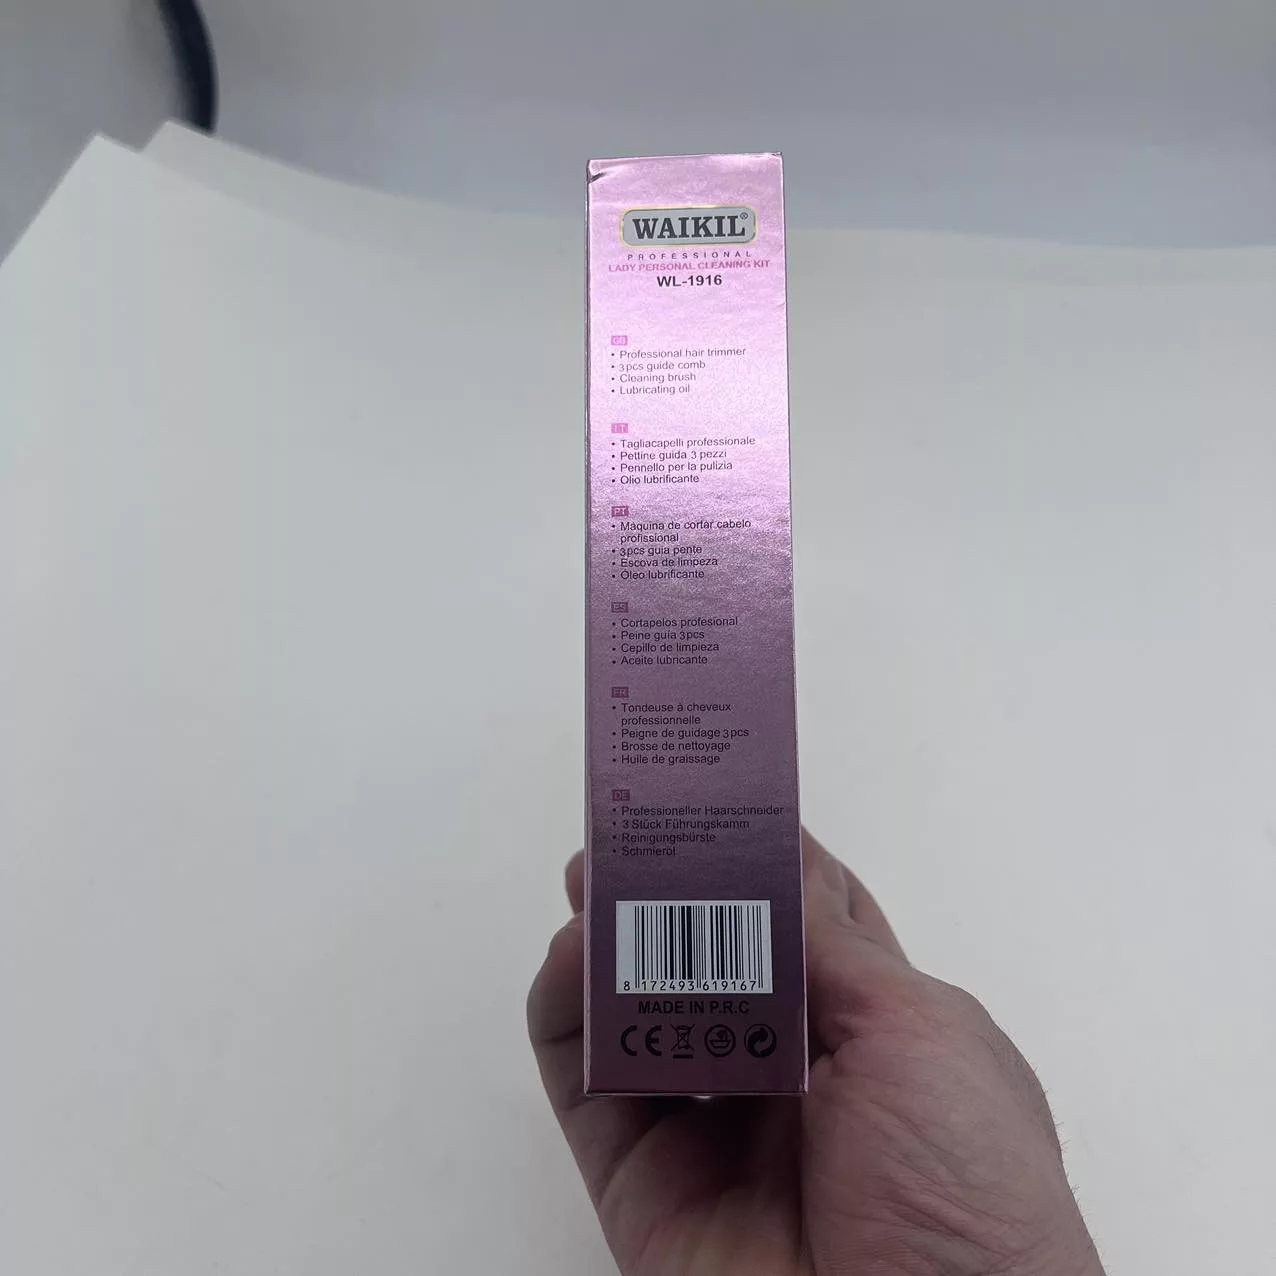 WAIKIL®
PROFESSIONAL
LADY PERSONAL CLEANING KIT
WL-1916
GB
• Professional hair trimmer
• 3pcs guide comb
• Cleaning brush
• Lubricating oil
IT
• Tagliacapelli professionale
• Pettine guida 3 pezzi
• Pennello per la pulizia
• Olio lubrificante
PT
• Máquina de cortar cabelo
profissional
• 3pcs guia pente
• Escova de limpeza
• Óleo lubrificante
ES
• Cortapelos profesional
• Peine guía 3pcs
• Cepillo de limpieza
• Aceite lubricante
FR
• Tondeuse à cheveux
professionnelle
• Peigne de guidage 3pcs
• Brosse de nettoyage
• Huile de graissage
DE
• Professioneller Haarschneider
• 3 Stück Führungskamm
• Reinigungsbürste
• Schmieröl
8 172493 619167
MADE IN P.R.C
CE